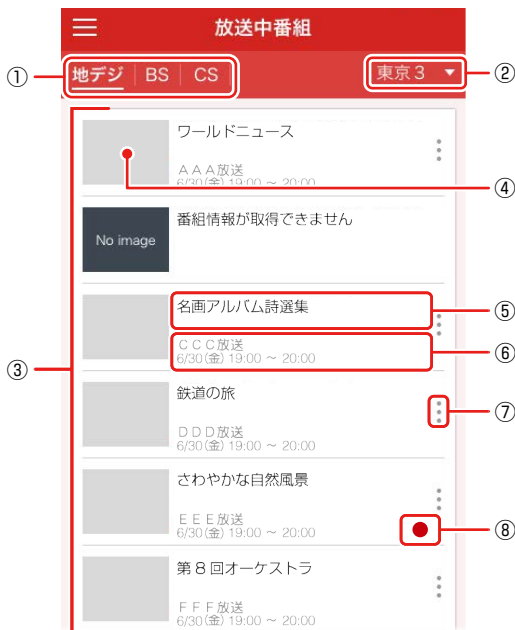 放送中番組
① 地デジ BS CS 東京3 ▼ ②
③
ワールドニュース
AAA放送
6/30(金) 19:00 ~ 20:00
④
No image
番組情報が取得できません
名画アルバム詩選集
⑤
CCC放送
6/30(金) 19:00 ~ 20:00
⑥
鉄道の旅
⑦
DDD放送
6/30(金) 19:00 ~ 20:00
さわやかな自然風景
EEE放送
6/30(金) 19:00 ~ 20:00
⑧
第8回オーケストラ
FFF放送
6/30(金) 19:00 ~ 20:00